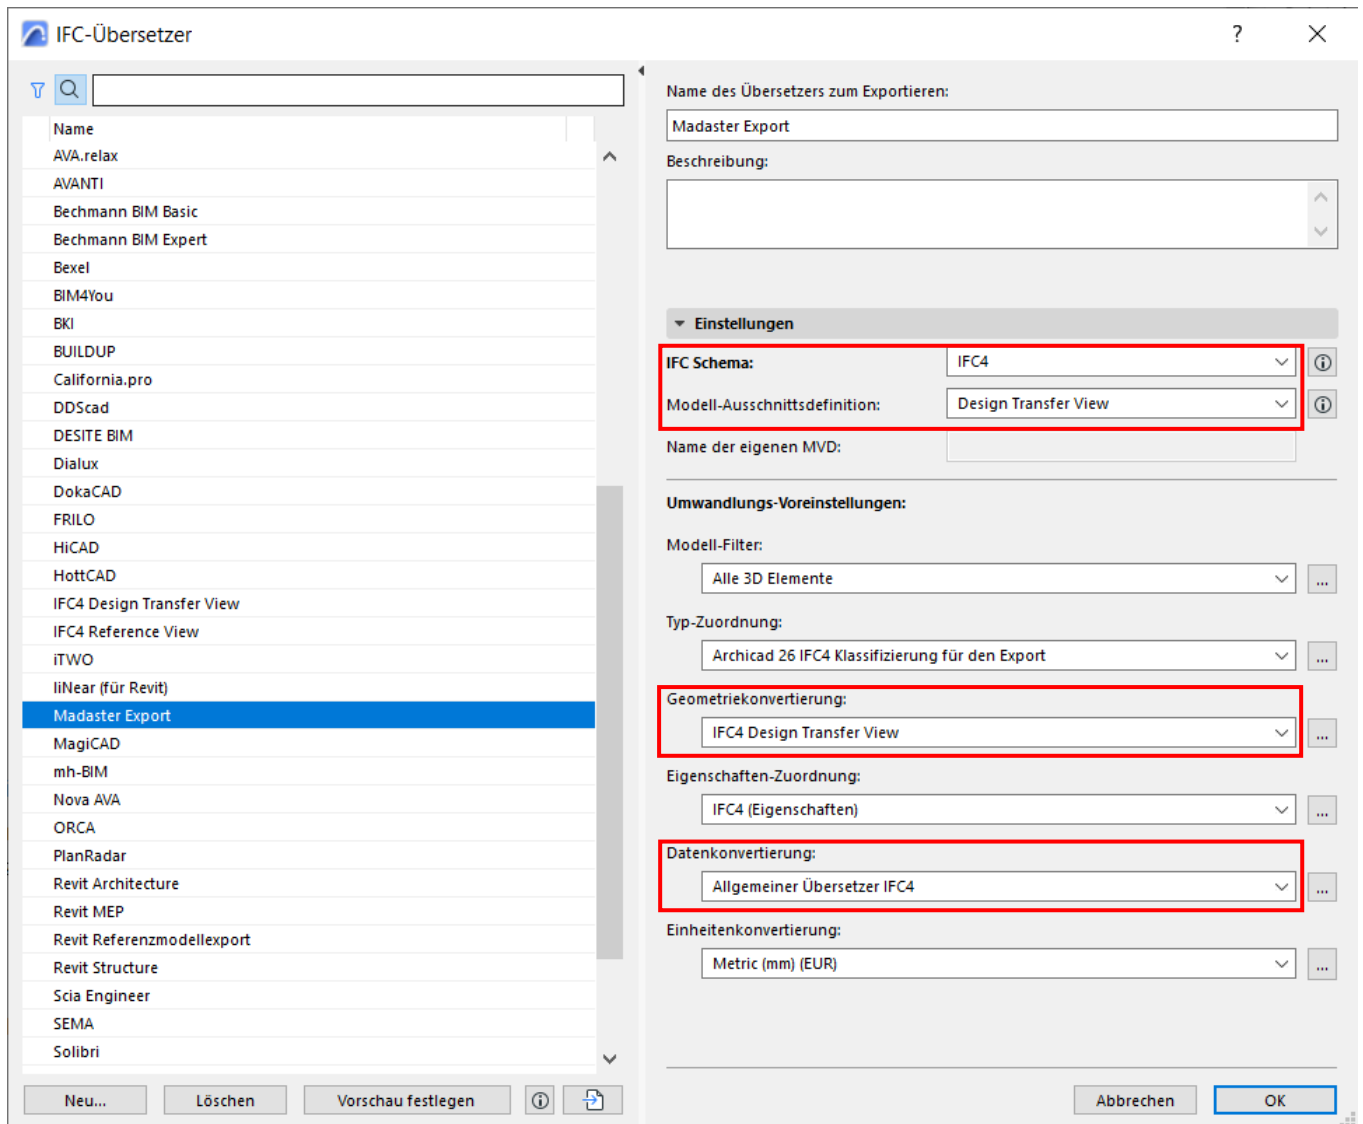 IFC-Übersetzer
?
Name
AVA.relax
AVANTI
Bechmann BIM Basic
Bechmann BIM Expert
Bexel
BIM4You
BKI
BUILDUP
California.pro
DDScad
DESITE BIM
Dialux
DokaCAD
FRILO
HiCAD
HottCAD
IFC4 Design Transfer View
IFC4 Reference View
iTWO
liNear (für Revit)
Madaster Export
MagiCAD
mh-BIM
Nova AVA
ORCA
PlanRadar
Revit Architecture
Revit MEP
Revit Referenzmodellexport
Revit Structure
Scia Engineer
SEMA
Solibri
Neu...
Löschen
Vorschau festlegen
Name des Übersetzers zum Exportieren:
Madaster Export
Beschreibung:
Einstellungen
IFC Schema: IFC4
Modell-Ausschnittsdefinition: Design Transfer View
Name der eigenen MVD:
Umwandlungs-Voreinstellungen:
Modell-Filter:
Alle 3D Elemente ...
Typ-Zuordnung:
Archicad 26 IFC4 Klassifizierung für den Export ...
Geometriekonvertierung:
IFC4 Design Transfer View ...
Eigenschaften-Zuordnung:
IFC4 (Eigenschaften) ...
Datenkonvertierung:
Allgemeiner Übersetzer IFC4 ...
Einheitenkonvertierung:
Metric (mm) (EUR) ...
Abbrechen
OK